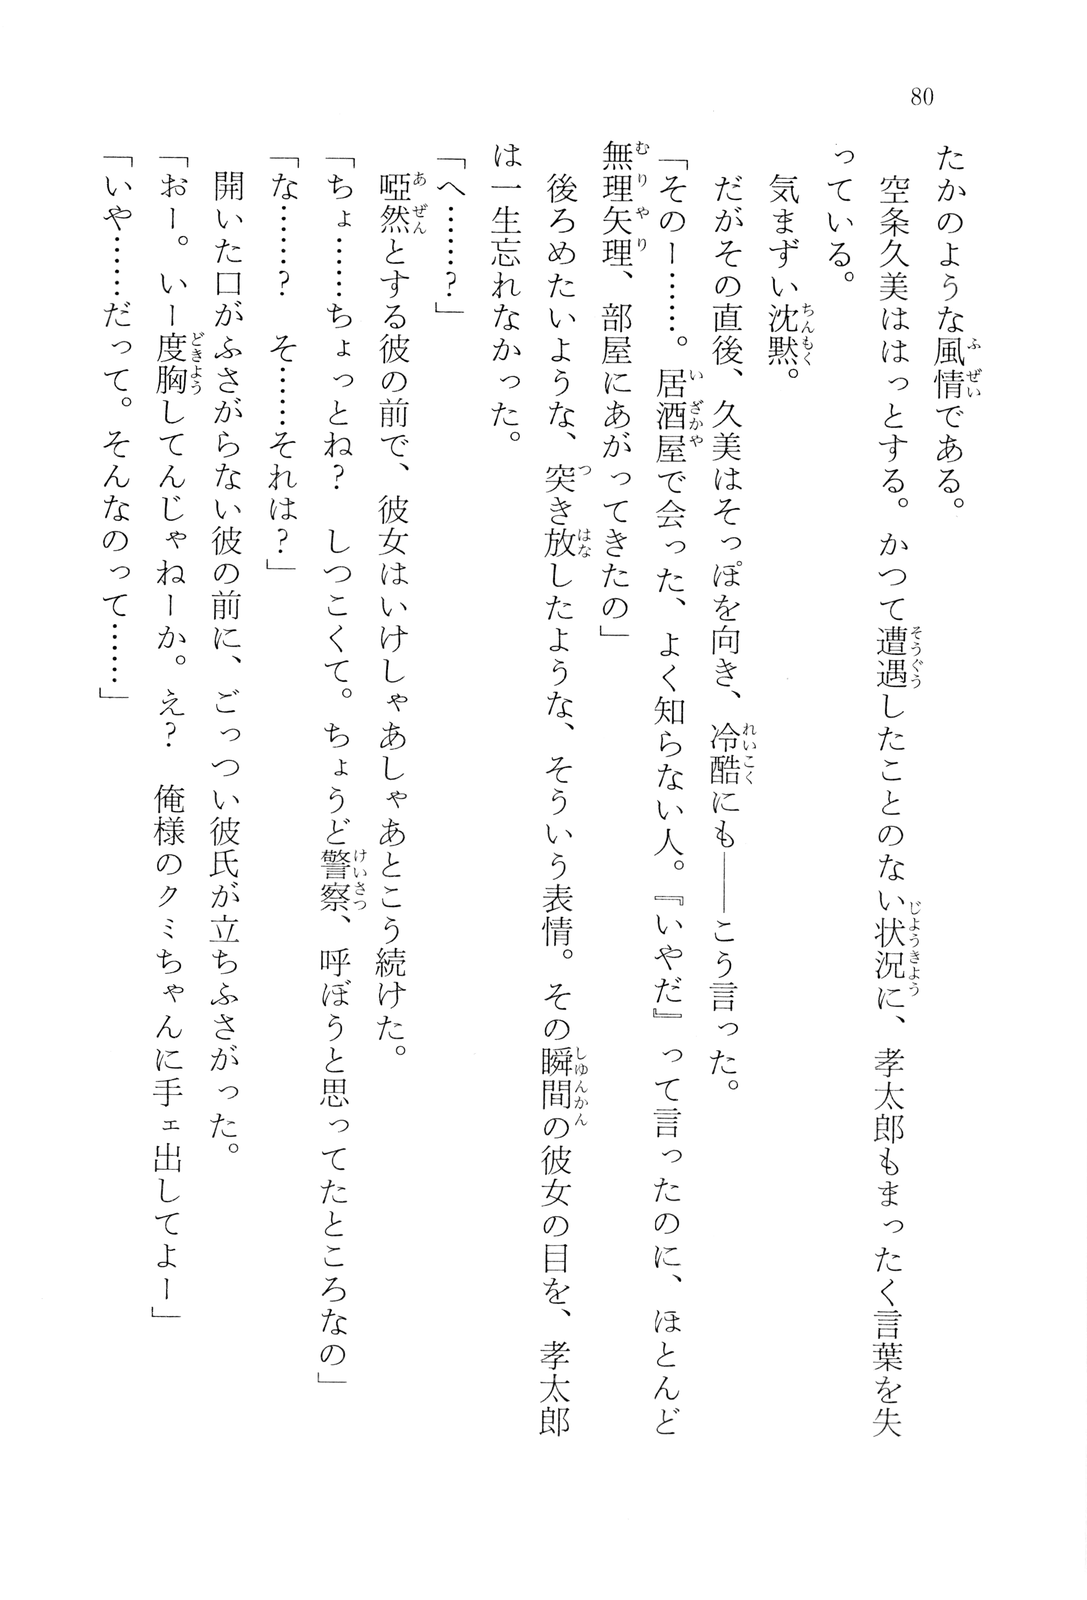 80
たかのような風情である。
　空条久美ははっとする。かつて遭遇したことのない状況に、孝太郎もまったく言葉を失
っている。
　気まずい沈黙。
　だがその直後、久美はそっぽを向き、冷酷にも――こう言った。
「そのー……。居酒屋で会った、よく知らない人。『いやだ』って言ったのに、ほとんど
無理矢理、部屋にあがってきたの」
　後ろめたいような、突き放したような、そういう表情。その瞬間の彼女の目を、孝太郎
は一生忘れなかった。
「へ……？」
　啞然とする彼の前で、彼女はいけしゃあしゃあとこう続けた。
「ちょ……ちょっとね？　しつこくて。ちょうど警察、呼ぼうと思ってたところなの」
「な……？　そ……それは？」
　開いた口がふさがらない彼の前に、ごっつい彼氏が立ちふさがった。
「おー。いー度胸してんじゃねーか。え？　俺様のクミちゃんに手ェ出してよー」
「いや……だって。そんなのって……」